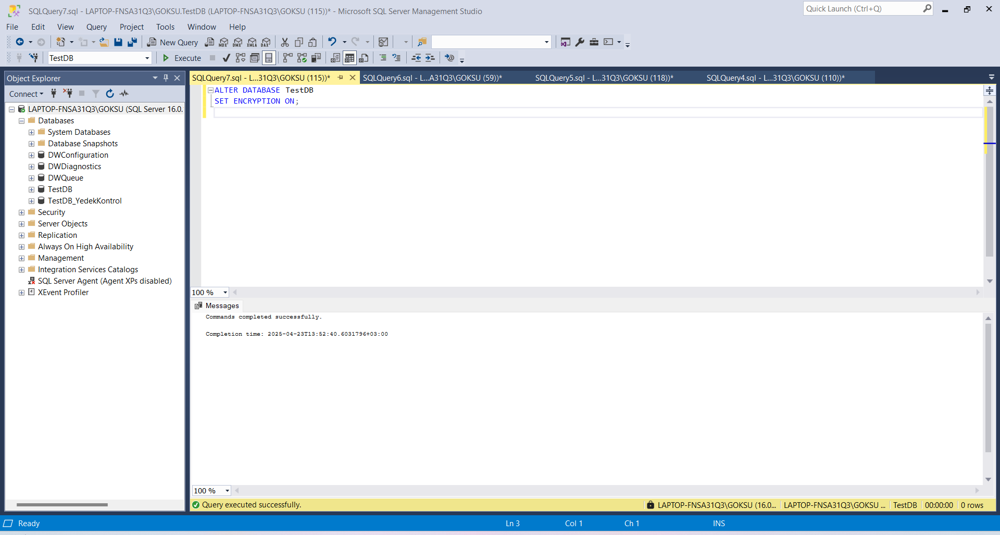 SQLQuery7.sql - LAPTOP-FNSA31Q3\GOKSU.TestDB (LAPTOP-FNSA31Q3\GOKSU (115))* - Microsoft SQL Server Management Studio
Quick Launch (Ctrl+Q)
File Edit View Query Project Tools Window Help
New Query MDX DMX XMLA DAX
TestDB Execute
Object Explorer
SQLQuery7.sql - L...31Q3\GOKSU (115))* SQLQuery6.sql - L...A31Q3\GOKSU (59))* SQLQuery5.sql - L...31Q3\GOKSU (118))* SQLQuery4.sql - L...31Q3\GOKSU (110))*
Connect
LAPTOP-FNSA31Q3\GOKSU (SQL Server 16.0.
Databases
System Databases
Database Snapshots
DWConfiguration
DWDiagnostics
DWQueue
TestDB
TestDB_YedekKontrol
Security
Server Objects
Replication
Always On High Availability
Management
Integration Services Catalogs
SQL Server Agent (Agent XPs disabled)
XEvent Profiler
ALTER DATABASE TestDB
SET ENCRYPTION ON;
100 %
Messages
Commands completed successfully.
Completion time: 2025-04-23T13:52:40.6031796+03:00
100 %
Query executed successfully. LAPTOP-FNSA31Q3\GOKSU (16.0... LAPTOP-FNSA31Q3\GOKSU ... TestDB 00:00:00 0 rows
Ready Ln 3 Col 1 Ch 1 INS